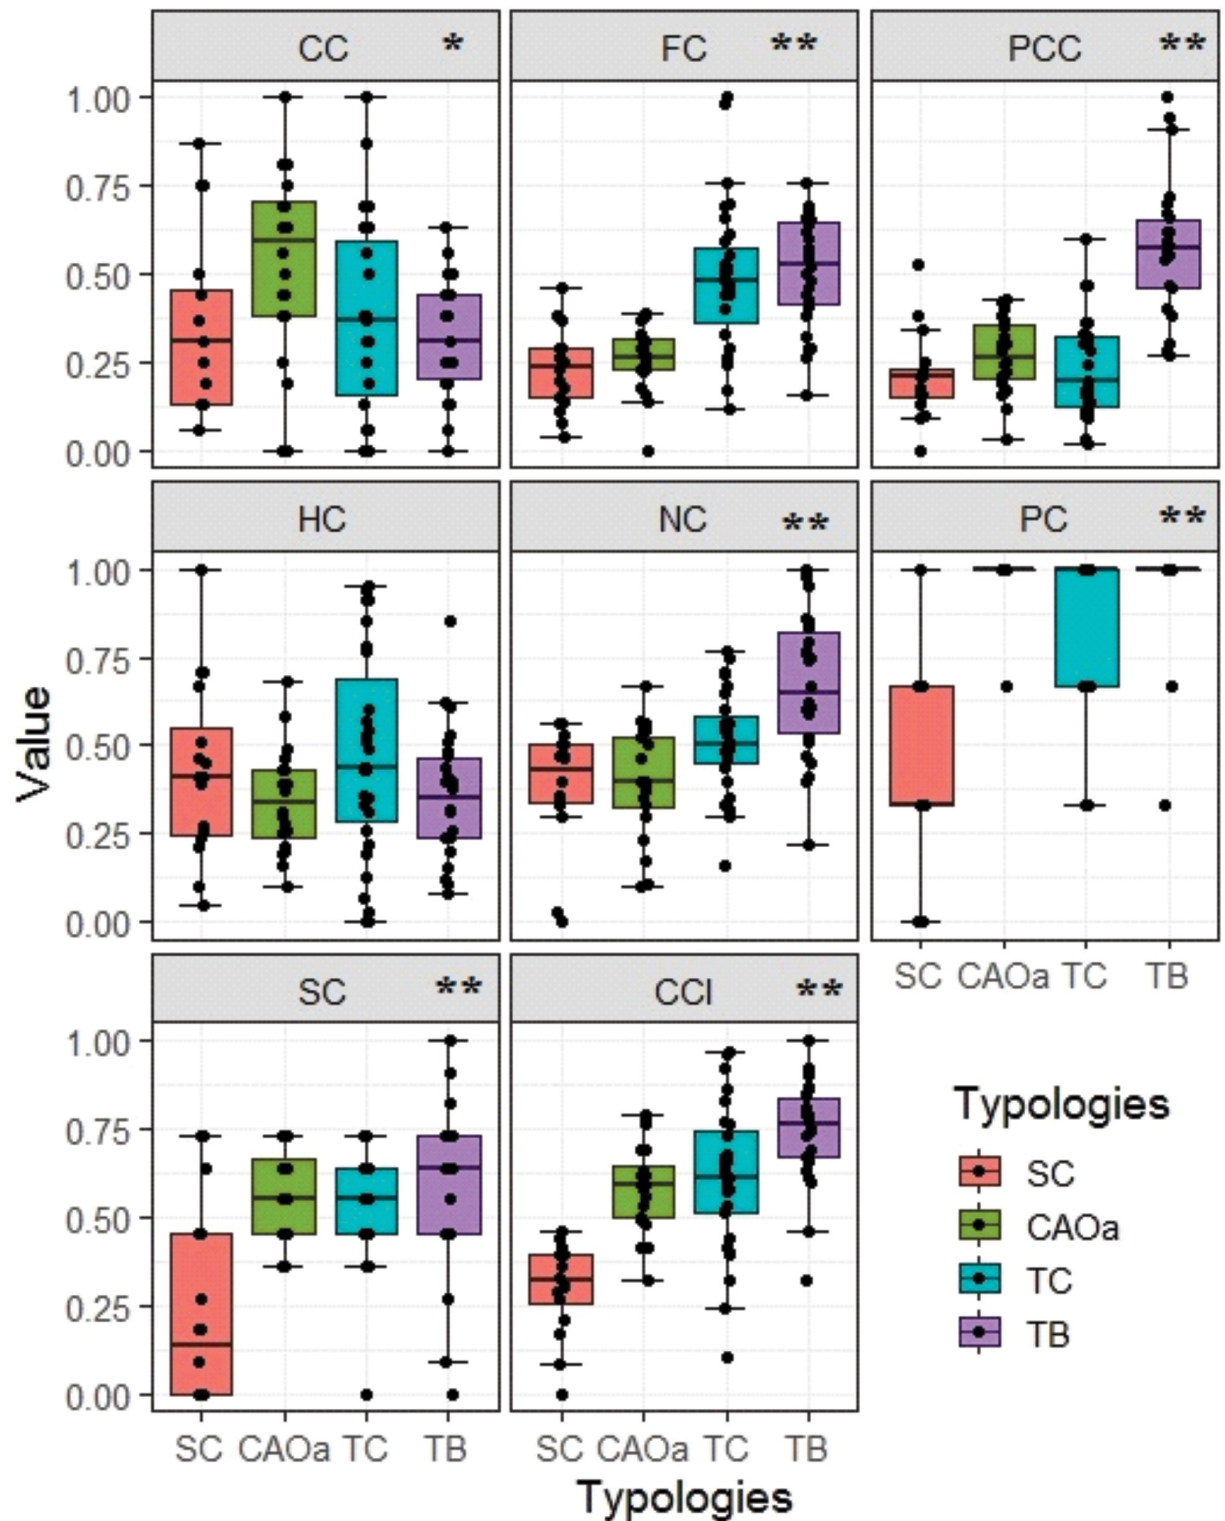 CC *
FC **
PCC **
1.00
0.75
0.50
0.25
0.00
HC
NC **
PC **
1.00
0.75
0.50
0.25
0.00
SC CAOa TC TB
SC **
CCI **
1.00
0.75
0.50
0.25
0.00
SC CAOa TC TB
SC CAOa TC TB
Value
Typologies
Typologies
SC
CAOa
TC
TB